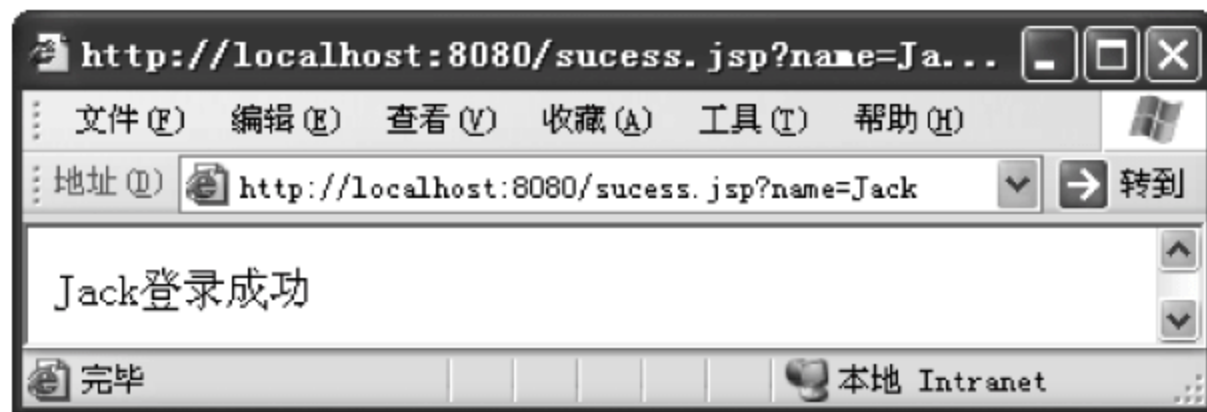 http://localhost:8080/sucess.jsp?name=Ja...
文件(F) 编辑(E) 查看(V) 收藏(A) 工具(T) 帮助(H)
地址(D) http://localhost:8080/sucess.jsp?name=Jack 转到
Jack登录成功
完毕 本地 Intranet